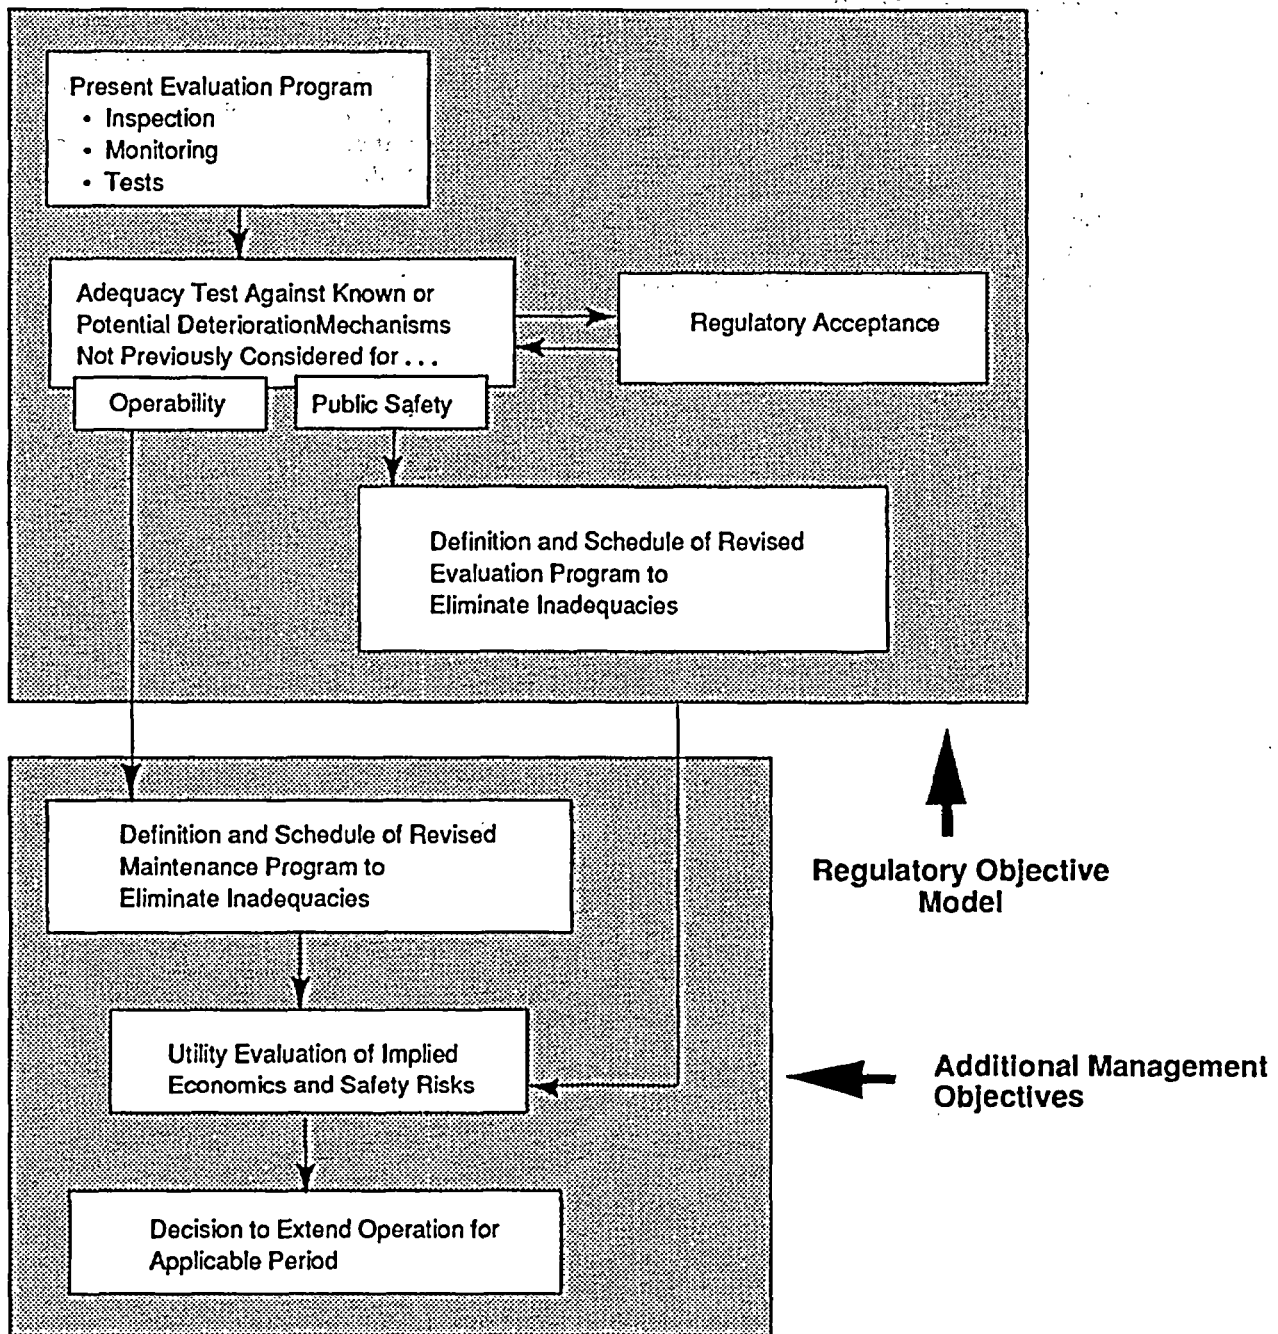 Present Evaluation Program
• Inspection
• Monitoring
• Tests
Adequacy Test Against Known or
Potential DeteriorationMechanisms
Not Previously Considered for . . .
Operability
Public Safety
Regulatory Acceptance
Definition and Schedule of Revised
Evaluation Program to
Eliminate Inadequacies
Definition and Schedule of Revised
Maintenance Program to
Eliminate Inadequacies
Regulatory Objective
Model
Utility Evaluation of Implied
Economics and Safety Risks
Additional Management
Objectives
Decision to Extend Operation for
Applicable Period